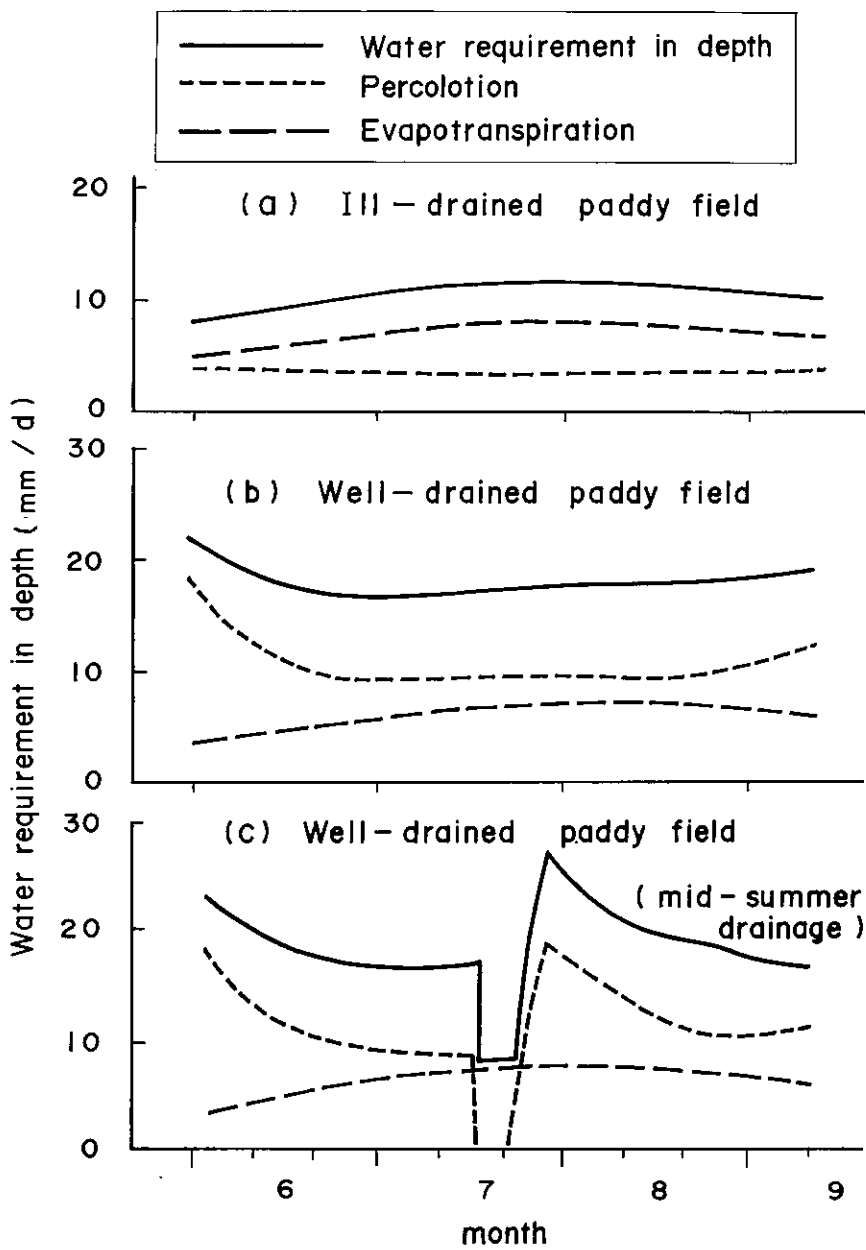 Water requirement in depth
Percolotion
Evapotranspiration
(a) Ill-drained paddy field
20
10
0
Water requirement in depth (mm/d)
(b) Well-drained paddy field
30
20
10
0
(c) Well-drained paddy field
(mid-summer
drainage)
30
20
10
0
6 7 8 9
month